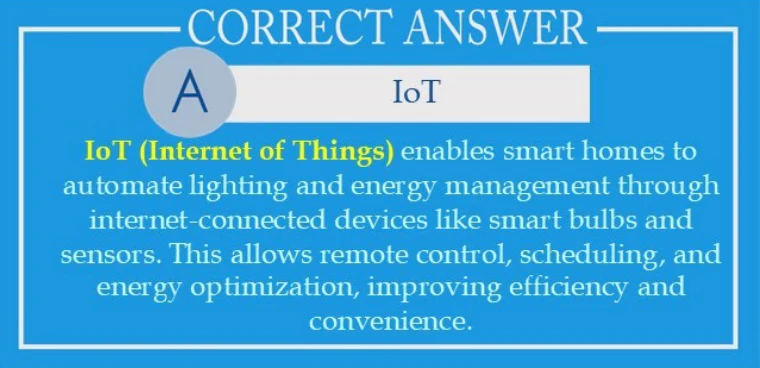 CORRECT ANSWER
A
IoT
IoT (Internet of Things) enables smart homes to
automate lighting and energy management through
internet-connected devices like smart bulbs and
sensors. This allows remote control, scheduling, and
energy optimization, improving efficiency and
convenience.